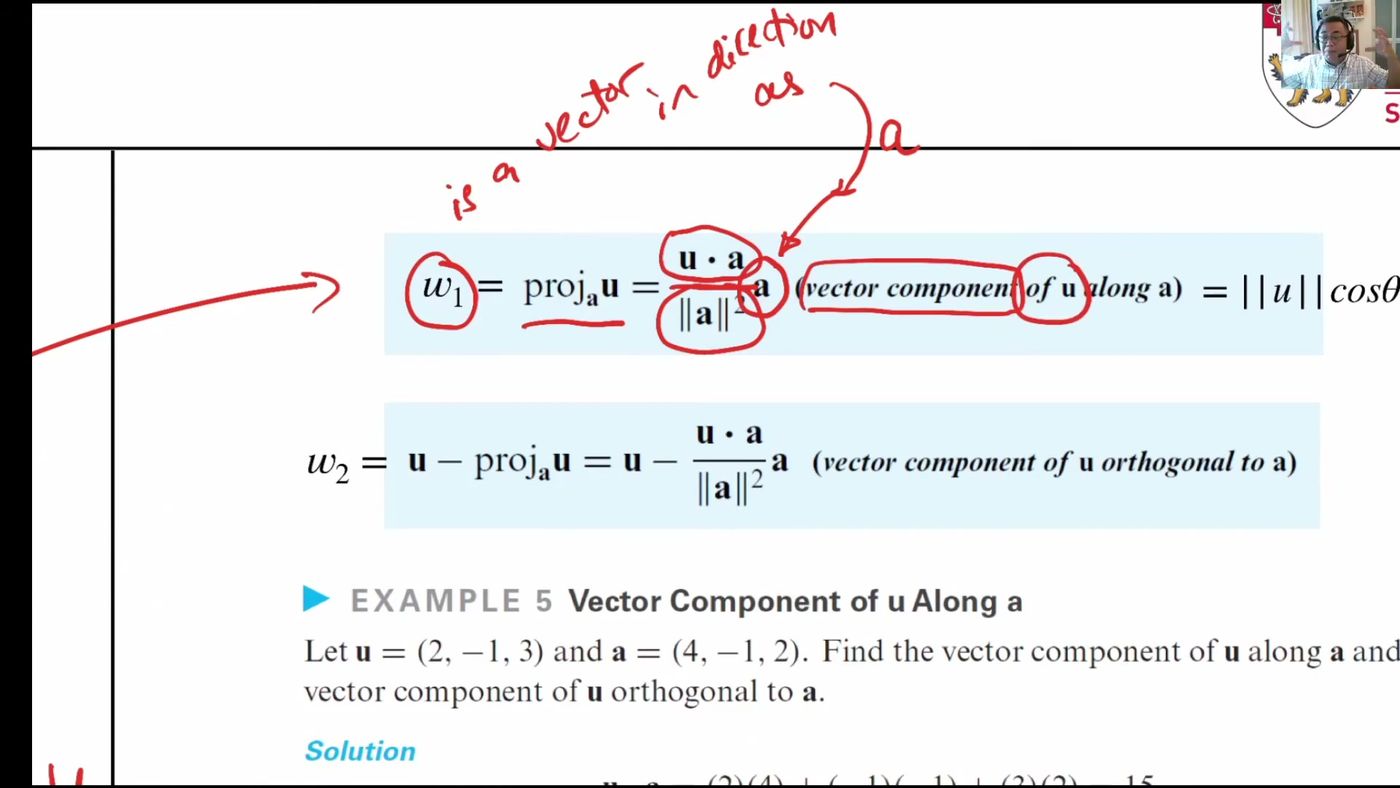 is a vector in direction as a
w₁ = projₐu = u · a / ||a||² a (vector component of u along a) = ||u||cosθ
w₂ = u − projₐu = u − u · a / ||a||² a (vector component of u orthogonal to a)
EXAMPLE 5 Vector Component of u Along a
Let u = (2, −1, 3) and a = (4, −1, 2). Find the vector component of u along a and
vector component of u orthogonal to a.
Solution